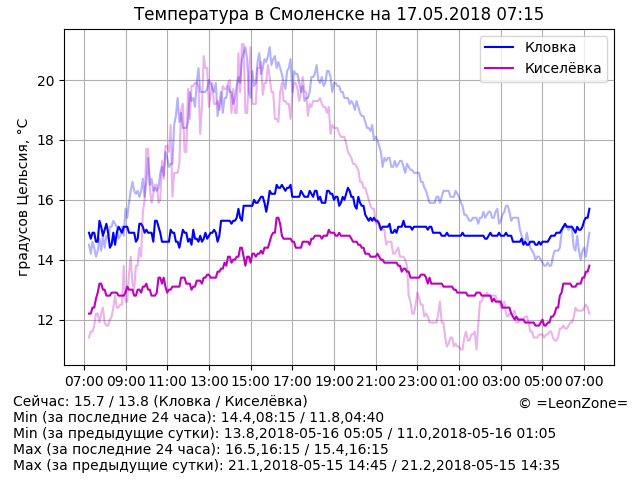 Температура в Смоленске на 17.05.2018 07:15
Кловка
Киселёвка
градусов Цельсия, °C
20
18
16
14
12
07:00 09:00 11:00 13:00 15:00 17:00 19:00 21:00 23:00 01:00 03:00 05:00 07:00
Сейчас: 15.7 / 13.8 (Кловка / Киселёвка)
© =LeonZone=
Min (за последние 24 часа): 14.4,08:15 / 11.8,04:40
Min (за предыдущие сутки): 13.8,2018-05-16 05:05 / 11.0,2018-05-16 01:05
Max (за последние 24 часа): 16.5,16:15 / 15.4,16:15
Max (за предыдущие сутки): 21.1,2018-05-15 14:45 / 21.2,2018-05-15 14:35